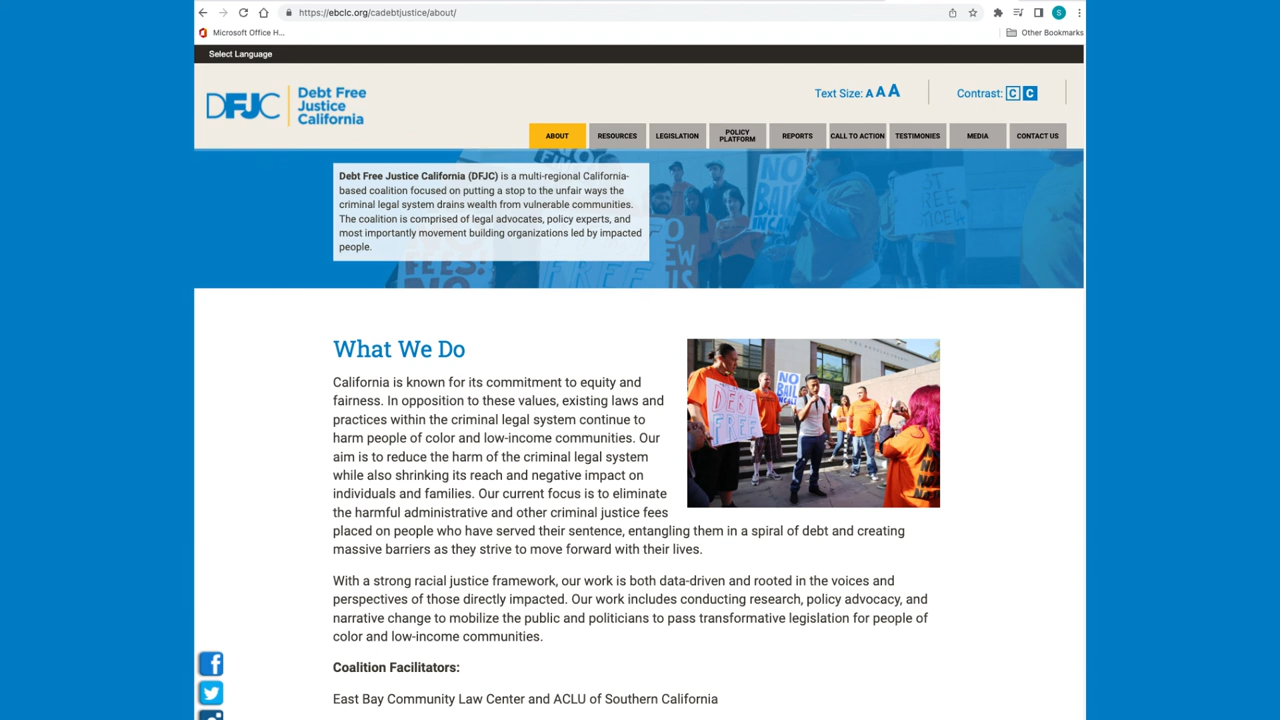 https://ebclc.org/cadebtjustice/about/
S
Microsoft Office H...
Other Bookmarks
Select Language
DFJC
Debt Free
Justice
California
Text Size: A A A
Contrast: C C
ABOUT
RESOURCES
LEGISLATION
POLICY
PLATFORM
REPORTS
CALL TO ACTION
TESTIMONIES
MEDIA
CONTACT US
Debt Free Justice California (DFJC) is a multi-regional California-
based coalition focused on putting a stop to the unfair ways the
criminal legal system drains wealth from vulnerable communities.
The coalition is comprised of legal advocates, policy experts, and
most importantly movement building organizations led by impacted
people.
NO
BAIL
FEES!
NO
FREE
What We Do
California is known for its commitment to equity and
fairness. In opposition to these values, existing laws and
practices within the criminal legal system continue to
harm people of color and low-income communities. Our
aim is to reduce the harm of the criminal legal system
while also shrinking its reach and negative impact on
individuals and families. Our current focus is to eliminate
the harmful administrative and other criminal justice fees
placed on people who have served their sentence, entangling them in a spiral of debt and creating
massive barriers as they strive to move forward with their lives.
NO
BAIL
DEBT
FREE
With a strong racial justice framework, our work is both data-driven and rooted in the voices and
perspectives of those directly impacted. Our work includes conducting research, policy advocacy, and
narrative change to mobilize the public and politicians to pass transformative legislation for people of
color and low-income communities.
Coalition Facilitators:
East Bay Community Law Center and ACLU of Southern California